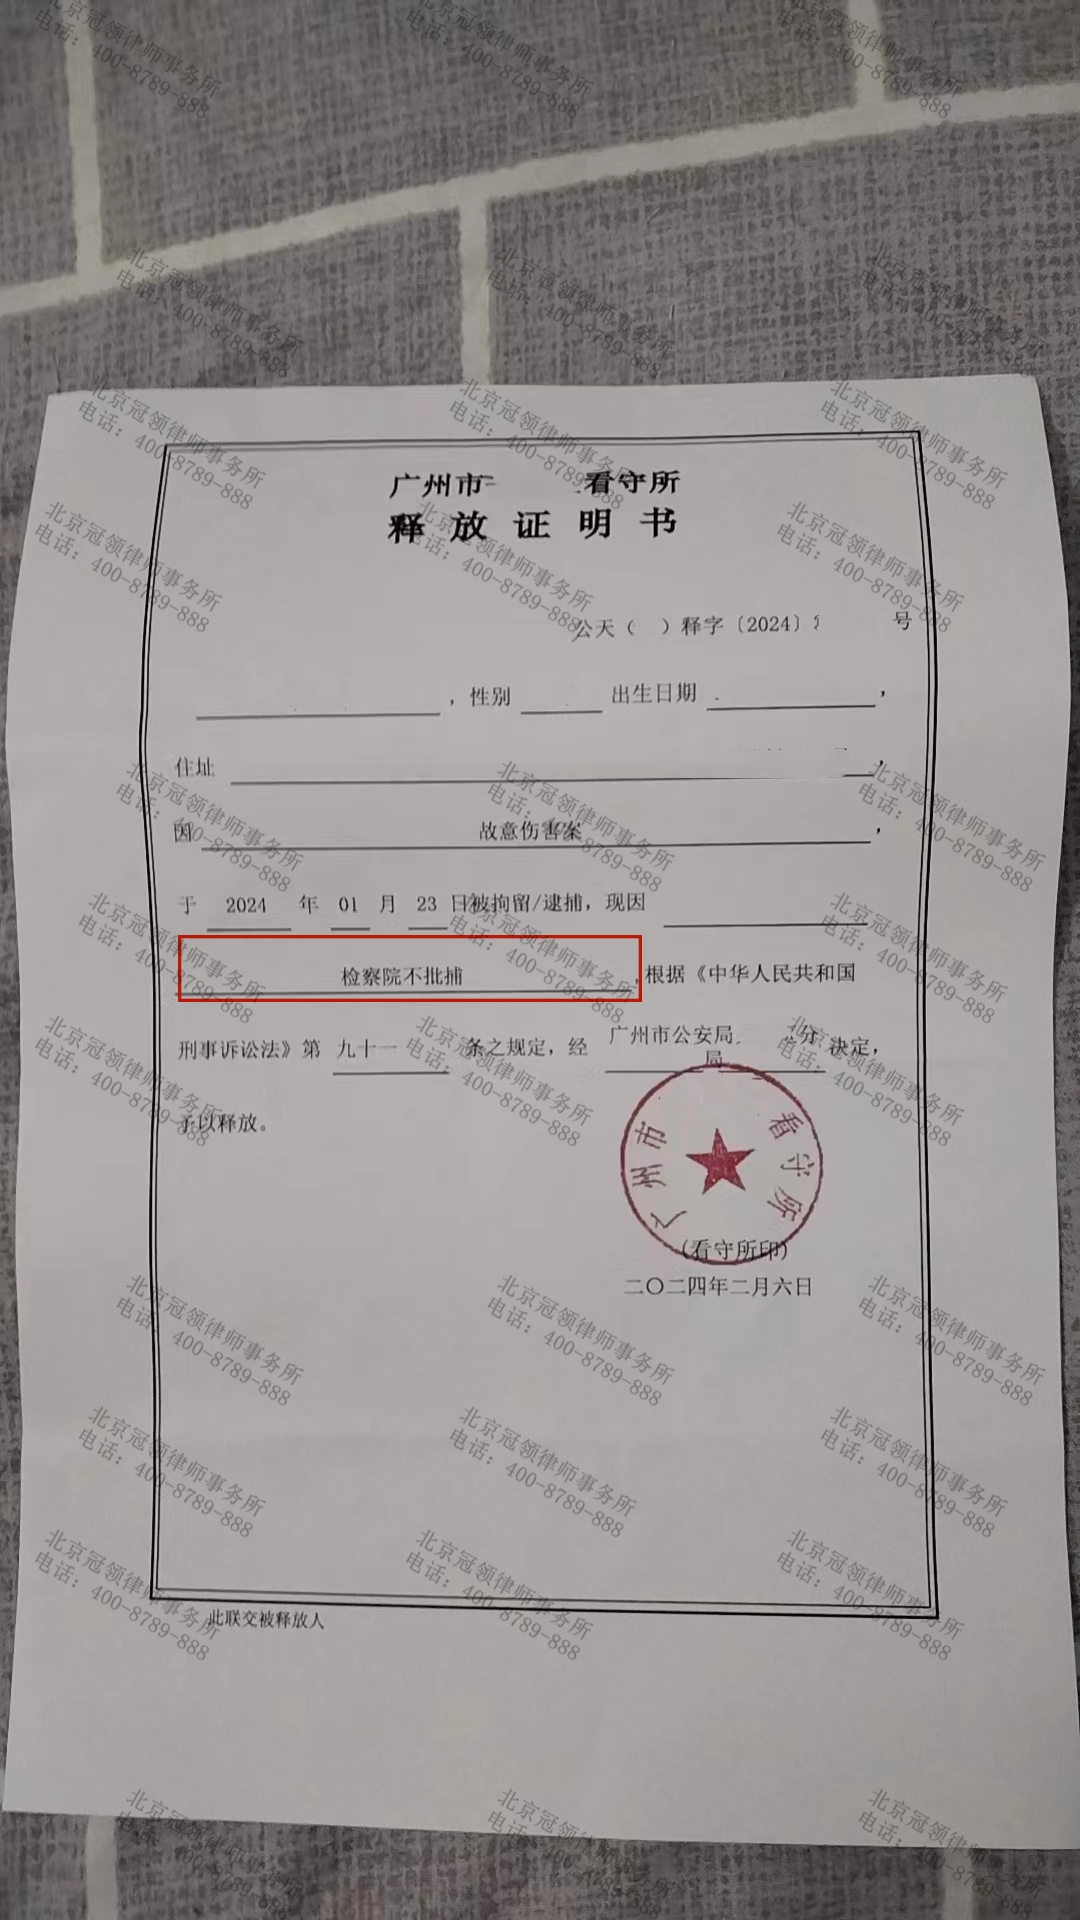 广州市 看守所
释放证明书
公天（ ）释字〔2024〕 号
，性别 出生日期 ，
住址 ，
因 故意伤害案 ，
于 2024 年 01 月 23 日被拘留/逮捕，现因
检察院不批捕 ，根据《中华人民共和国
刑事诉讼法》第 九十一 条之规定，经 广州市公安局 分局 决定，
予以释放。
广州市 看守所
（看守所印）
二〇二四年二月六日
此联交被释放人
北京冠领律师事务所
电话：400-8789-888